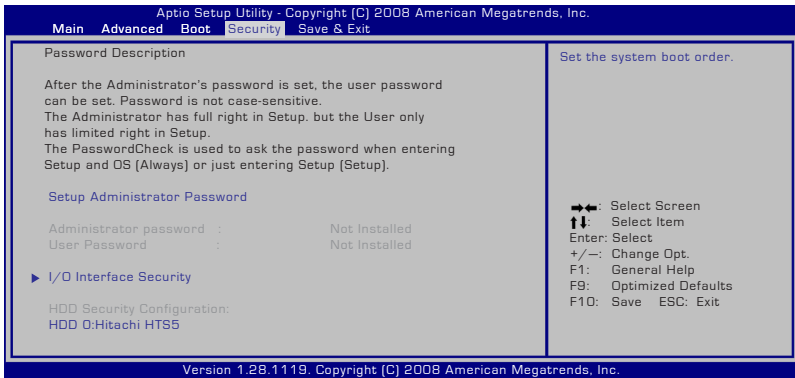 Aptio Setup Utility - Copyright (C) 2008 American Megatrends, Inc.
Main Advanced Boot Security Save & Exit
Password Description
After the Administrator's password is set, the user password
can be set. Password is not case-sensitive.
The Administrator has full right in Setup. but the User only
has limited right in Setup.
The PasswordCheck is used to ask the password when entering
Setup and OS (Always) or just entering Setup (Setup).
Setup Administrator Password
Administrator password : Not Installed
User Password : Not Installed
I/O Interface Security
HDD Security Configuration:
HDD 0:Hitachi HTS5
Set the system boot order.
→←: Select Screen
↑↓: Select Item
Enter: Select
+/–: Change Opt.
F1: General Help
F9: Optimized Defaults
F10: Save ESC: Exit
Version 1.28.1119. Copyright (C) 2008 American Megatrends, Inc.